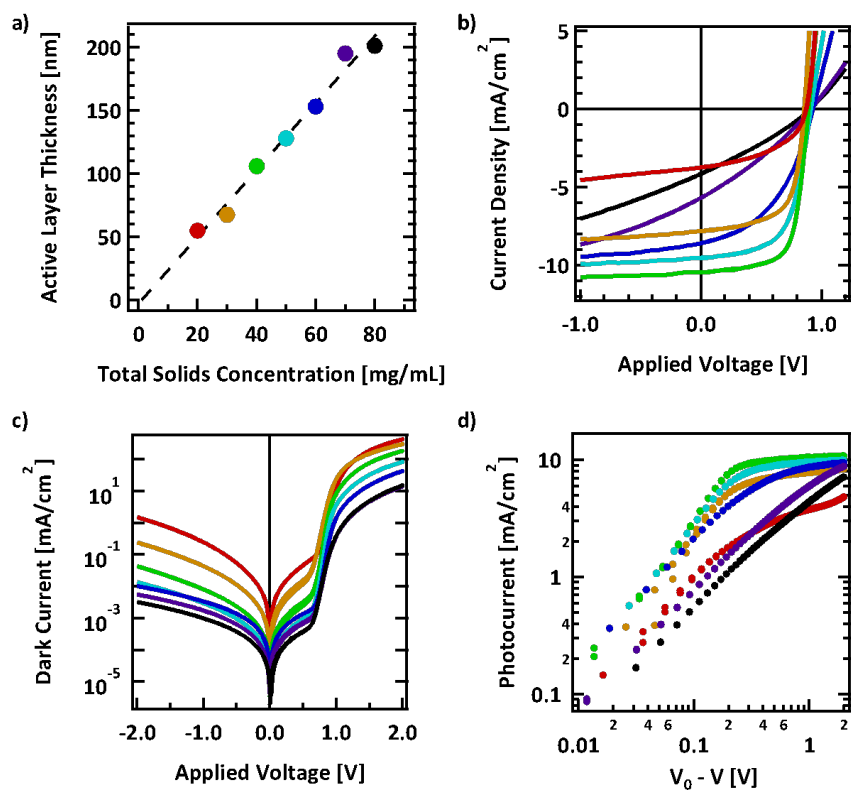 a)
Active Layer Thickness [nm]
200
150
100
50
0
0 20 40 60 80
Total Solids Concentration [mg/mL]
b)
Current Density [mA/cm²]
5
0
-5
-10
-1.0 0.0 1.0
Applied Voltage [V]
c)
Dark Current [mA/cm²]
10¹
10⁻¹
10⁻³
10⁻⁵
-2.0 -1.0 0.0 1.0 2.0
Applied Voltage [V]
d)
Photocurrent [mA/cm²]
10
4
2
1
4
2
0.1
2 4 6 2 4 6 2
0.01 0.1 1
V₀ - V [V]